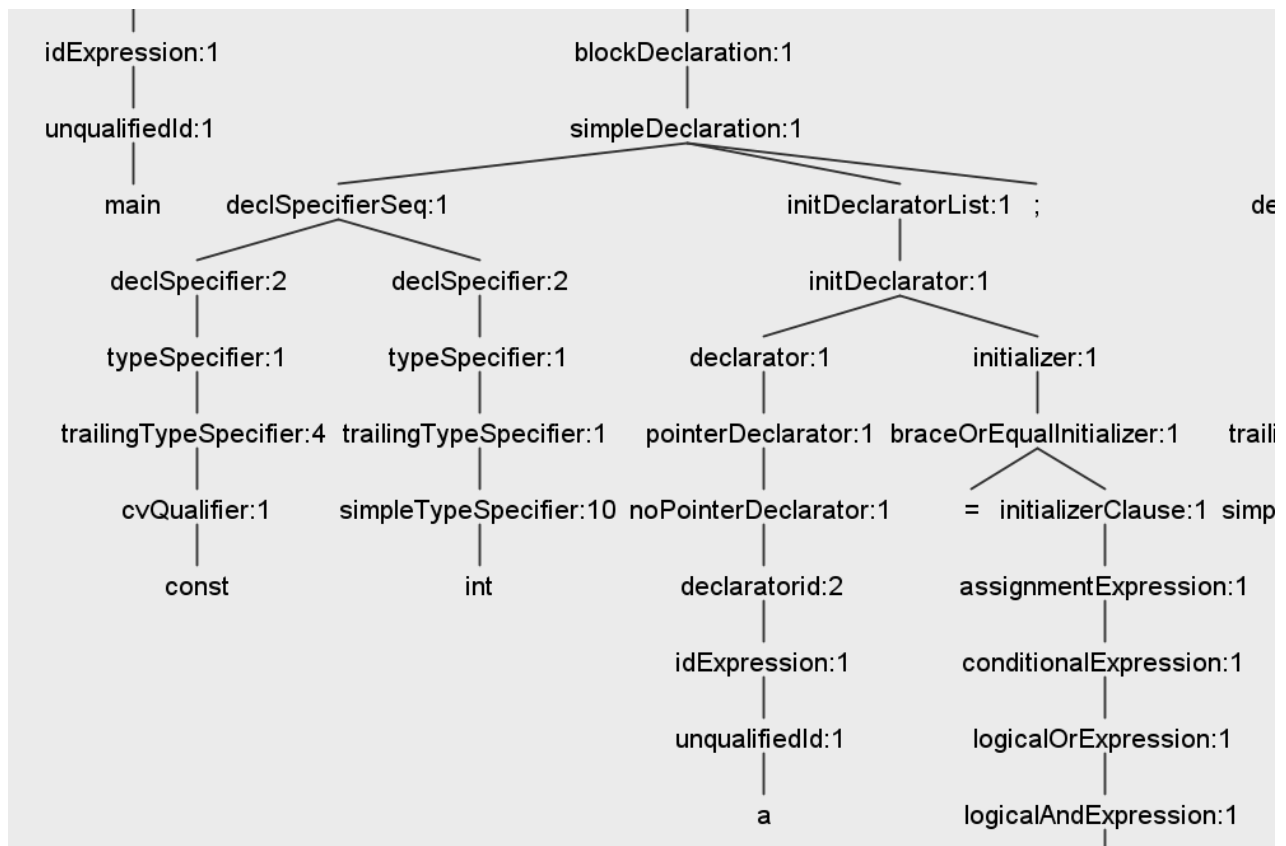 idExpression:1 blockDeclaration:1
unqualifiedId:1 simpleDeclaration:1
main declSpecifierSeq:1 initDeclaratorList:1 ; de
declSpecifier:2 declSpecifier:2 initDeclarator:1
typeSpecifier:1 typeSpecifier:1 declarator:1 initializer:1
trailingTypeSpecifier:4 trailingTypeSpecifier:1 pointerDeclarator:1 braceOrEqualInitializer:1 traili
cvQualifier:1 simpleTypeSpecifier:10 noPointerDeclarator:1 = initializerClause:1 simp
const int declaratorid:2 assignmentExpression:1
idExpression:1 conditionalExpression:1
unqualifiedId:1 logicalOrExpression:1
a logicalAndExpression:1